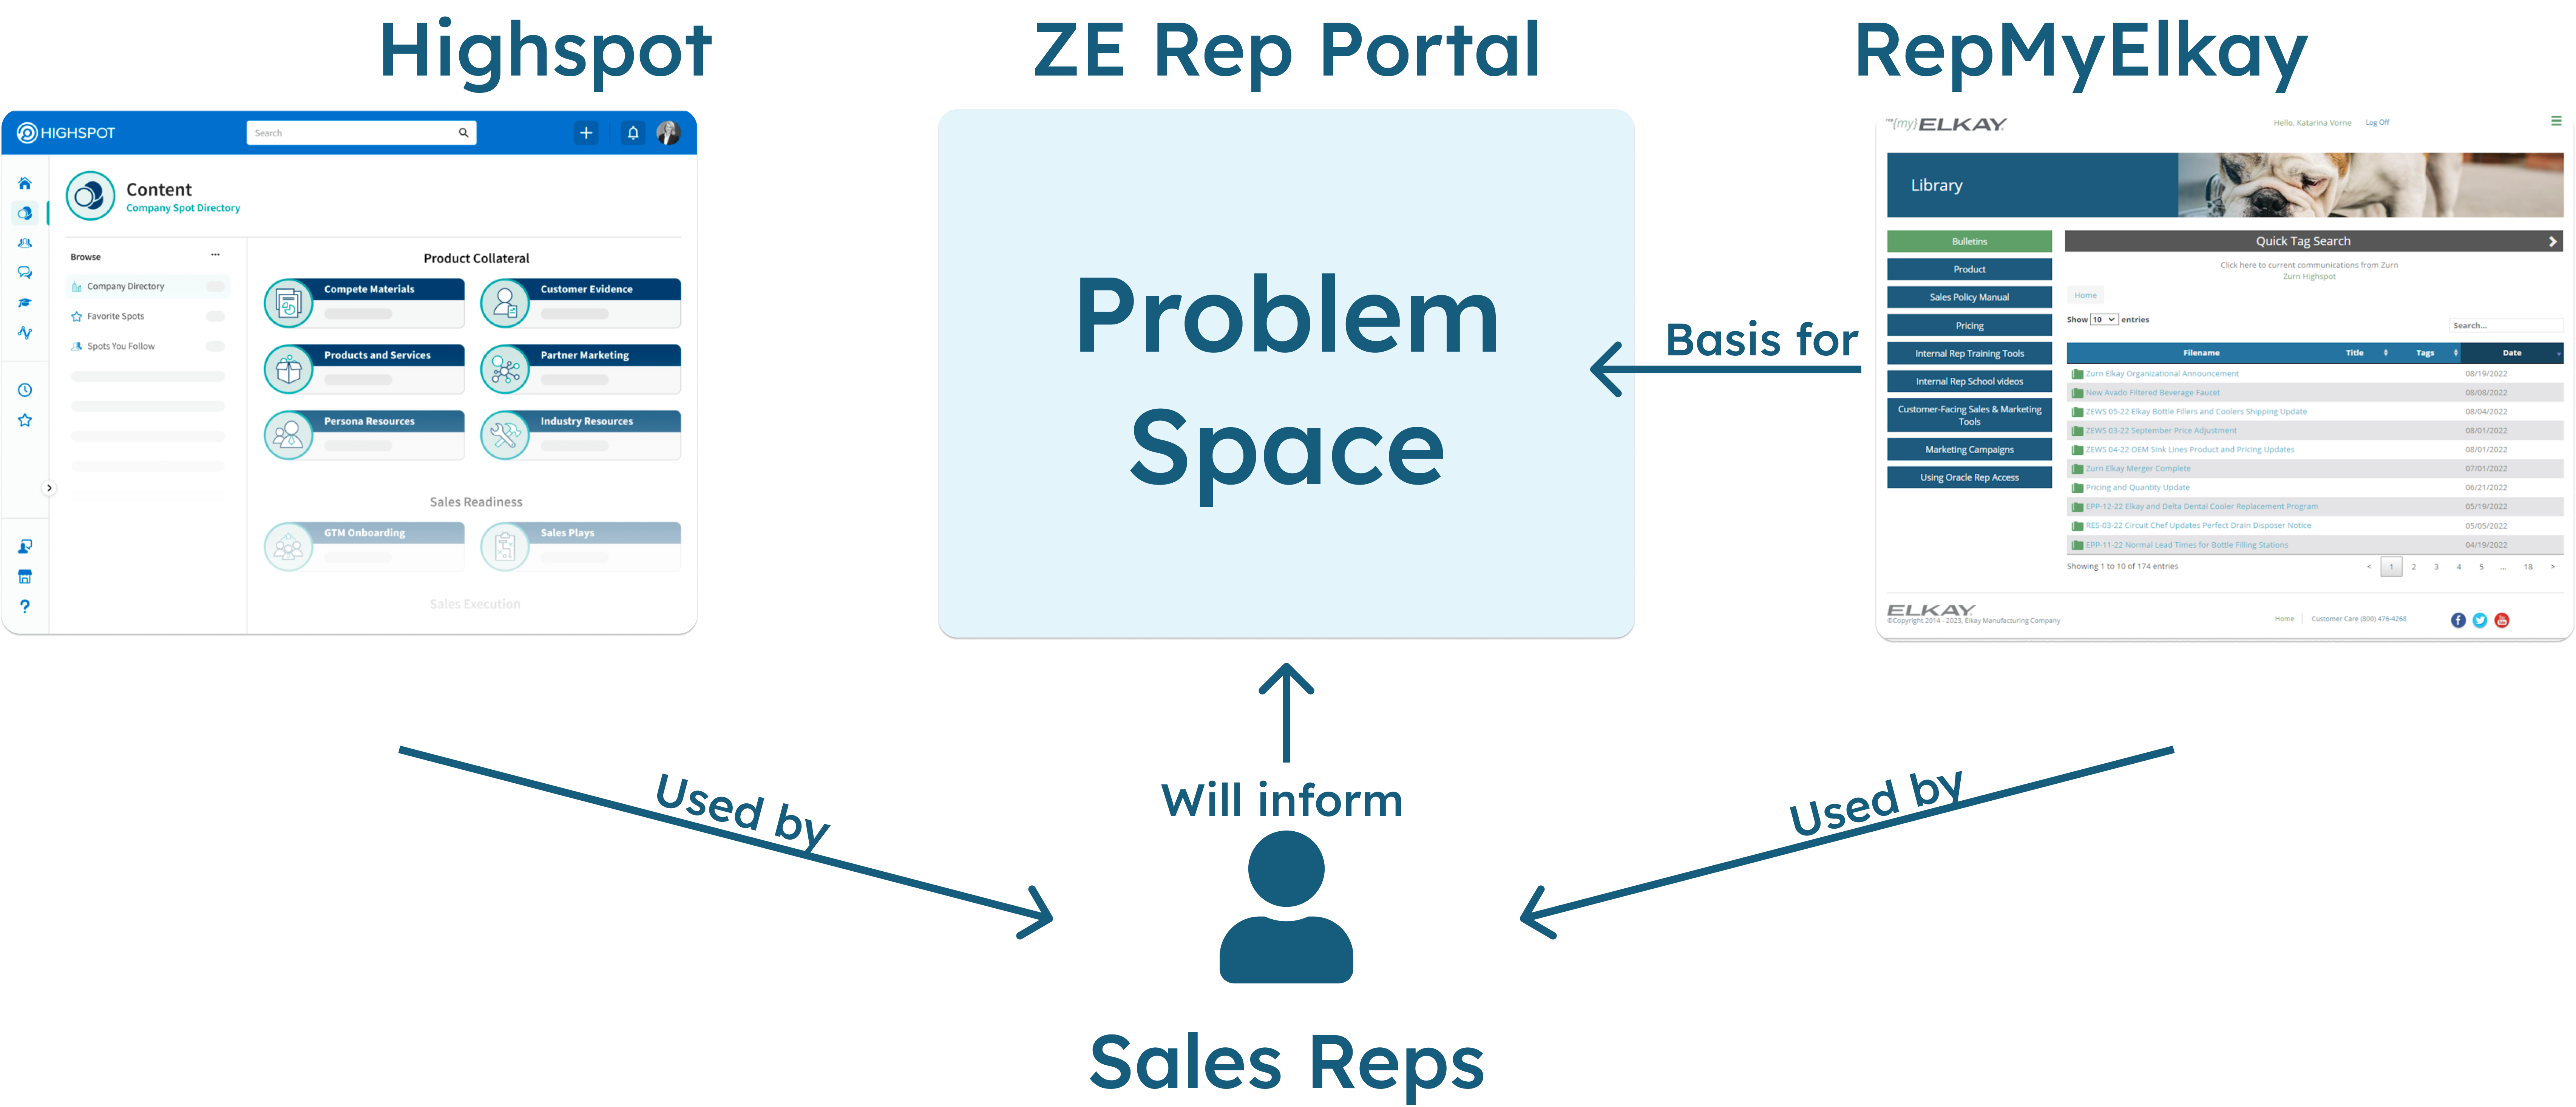 Highspot
ZE Rep Portal
RepMyElkay
HIGHSPOT
Search
Content
Company Spot Directory
Browse
Company Directory
Favorite Spots
Spots You Follow
Product Collateral
Compete Materials
Customer Evidence
Products and Services
Partner Marketing
Persona Resources
Industry Resources
Sales Readiness
GTM Onboarding
Sales Plays
Sales Execution
Problem
Space
Basis for
rep{my}ELKAY.
Hello, Katarina Vorne
Log Off
Library
Bulletins
Product
Sales Policy Manual
Pricing
Internal Rep Training Tools
Internal Rep School videos
Customer-Facing Sales & Marketing
Tools
Marketing Campaigns
Using Oracle Rep Access
Quick Tag Search
Click here to current communications from Zurn
Zurn Highspot
Home
Show 10 entries
Search...
Filename Title Tags Date
Zurn Elkay Organizational Announcement 08/19/2022
New Avado Filtered Beverage Faucet 08/08/2022
ZEWS 05-22 Elkay Bottle Fillers and Coolers Shipping Update 08/04/2022
ZEWS 03-22 September Price Adjustment 08/01/2022
ZEWS 04-22 OEM Sink Lines Product and Pricing Updates 08/01/2022
Zurn Elkay Merger Complete 07/01/2022
Pricing and Quantity Update 06/21/2022
EPP-12-22 Elkay and Delta Dental Cooler Replacement Program 05/19/2022
RES-03-22 Circuit Chef Updates Perfect Drain Disposer Notice 05/05/2022
EPP-11-22 Normal Lead Times for Bottle Filling Stations 04/19/2022
Showing 1 to 10 of 174 entries
< 1 2 3 4 5 ... 18 >
ELKAY.
©Copyright 2014 - 2023, Elkay Manufacturing Company
Home
Customer Care (800) 476-4268
Used by
Will inform
Used by
Sales Reps